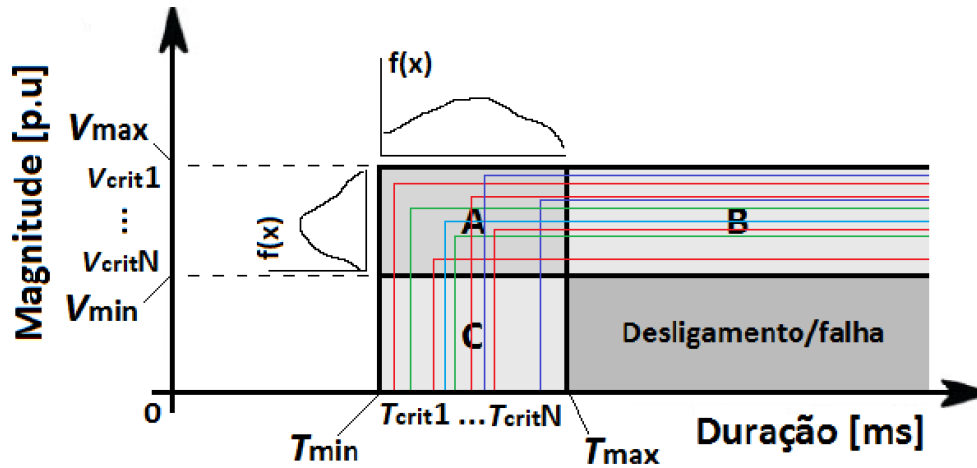 f(x)
Magnitude [p.u]
Vmax
Vcrit1
...
VcritN
Vmin
f(x)
A
B
C
Desligamento/falha
0
Tcrit1 ...TcritN
Tmin
Tmax
Duração [ms]